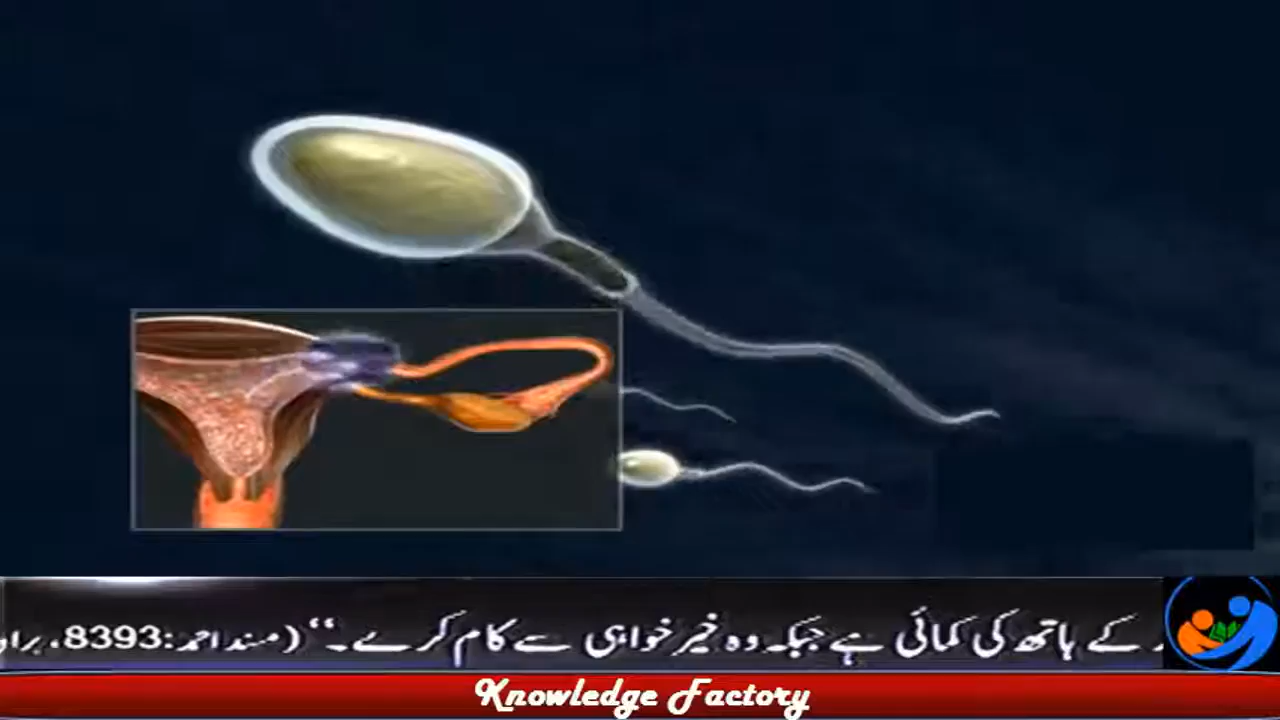 کے ہاتھ کی کمائی ہے جبکہ وہ خیر خواہی سے کام کرے۔‘‘ (مسند احمد:8393،
Knowledge Factory